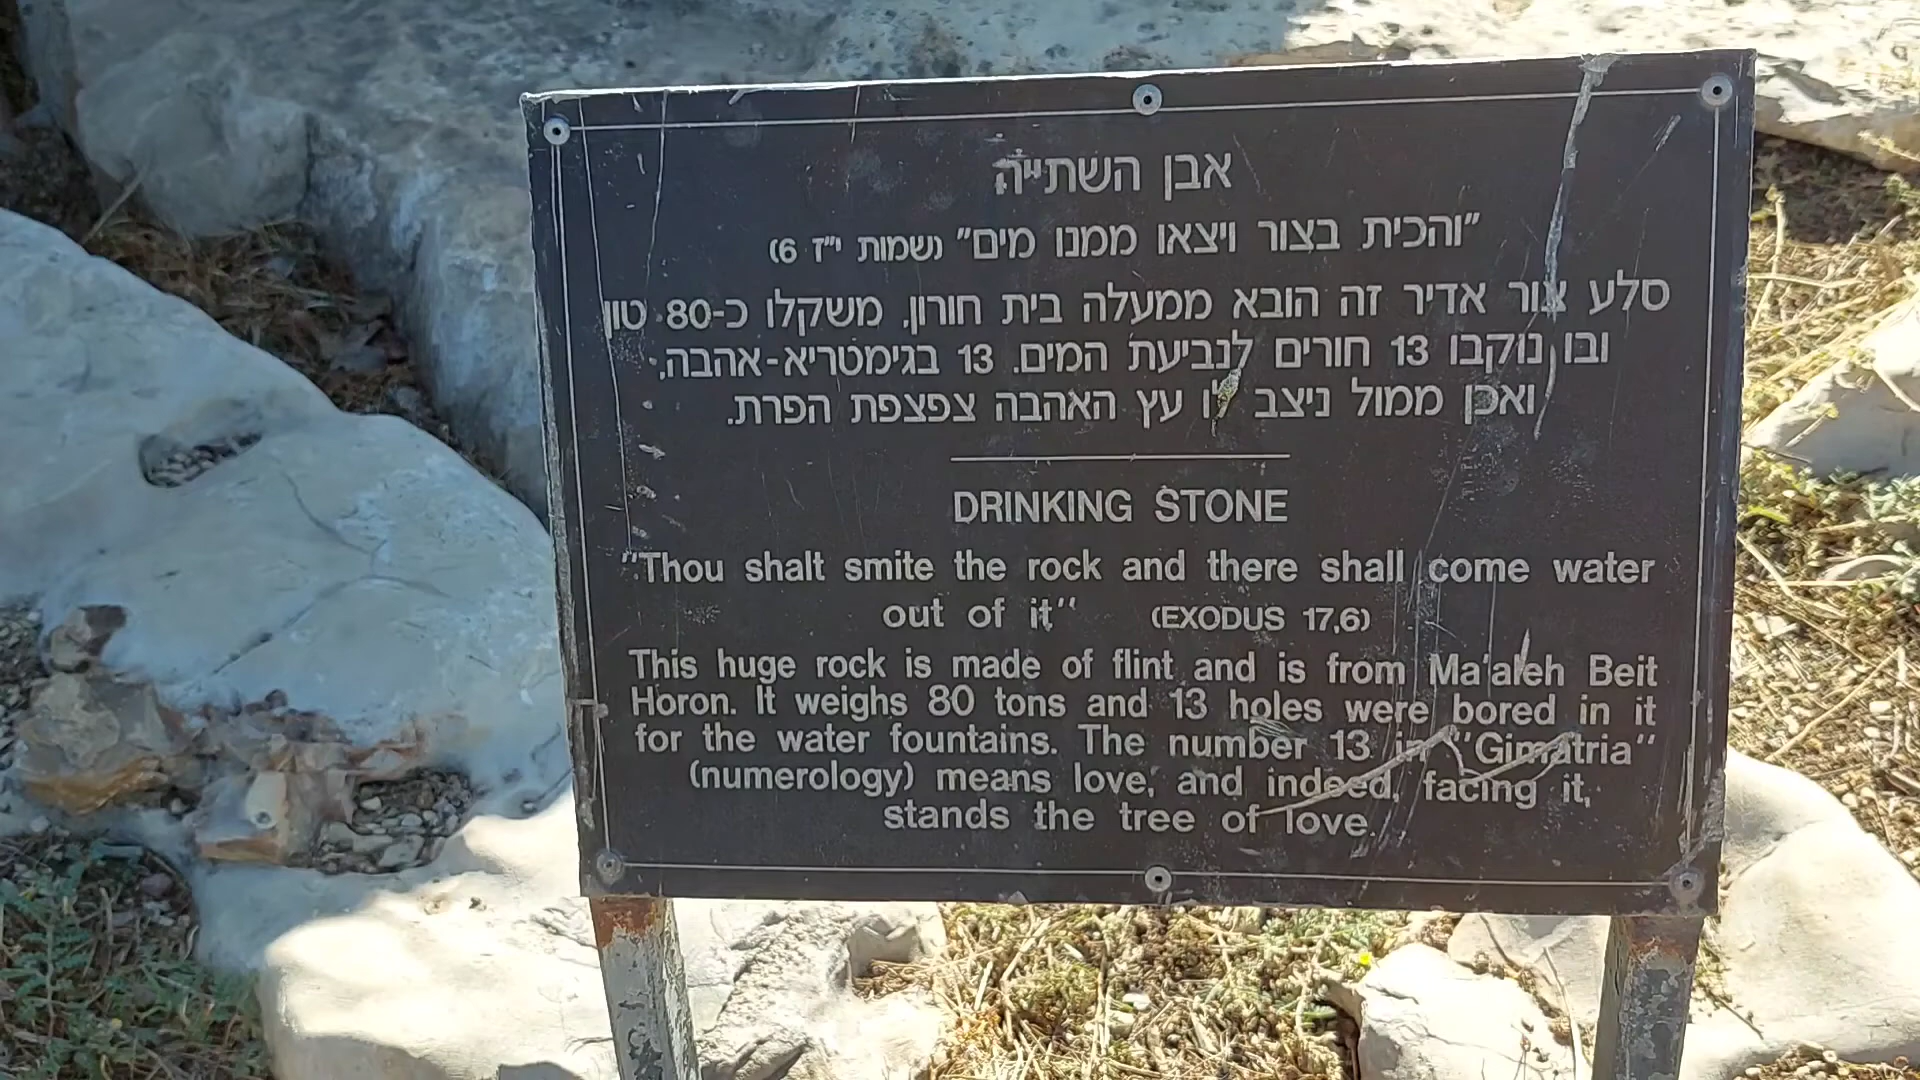 אבן השתייה
"והכית בצור ויצאו ממנו מים" (שמות י"ז 6)
סלע צור אדיר זה הובא ממעלה בית חורון, משקלו כ-80 טון
ובו נוקבו 13 חורים לנביעת המים. 13 בגימטריא-אהבה,
ואכן ממול ניצב לו עץ האהבה צפצפת הפרת.
DRINKING STONE
"Thou shalt smite the rock and there shall come water
out of it" (EXODUS 17,6)
This huge rock is made of flint and is from Ma'aleh Beit
Horon. It weighs 80 tons and 13 holes were bored in it
for the water fountains. The number 13 in "Gimatria"
(numerology) means love, and indeed, facing it,
stands the tree of love.